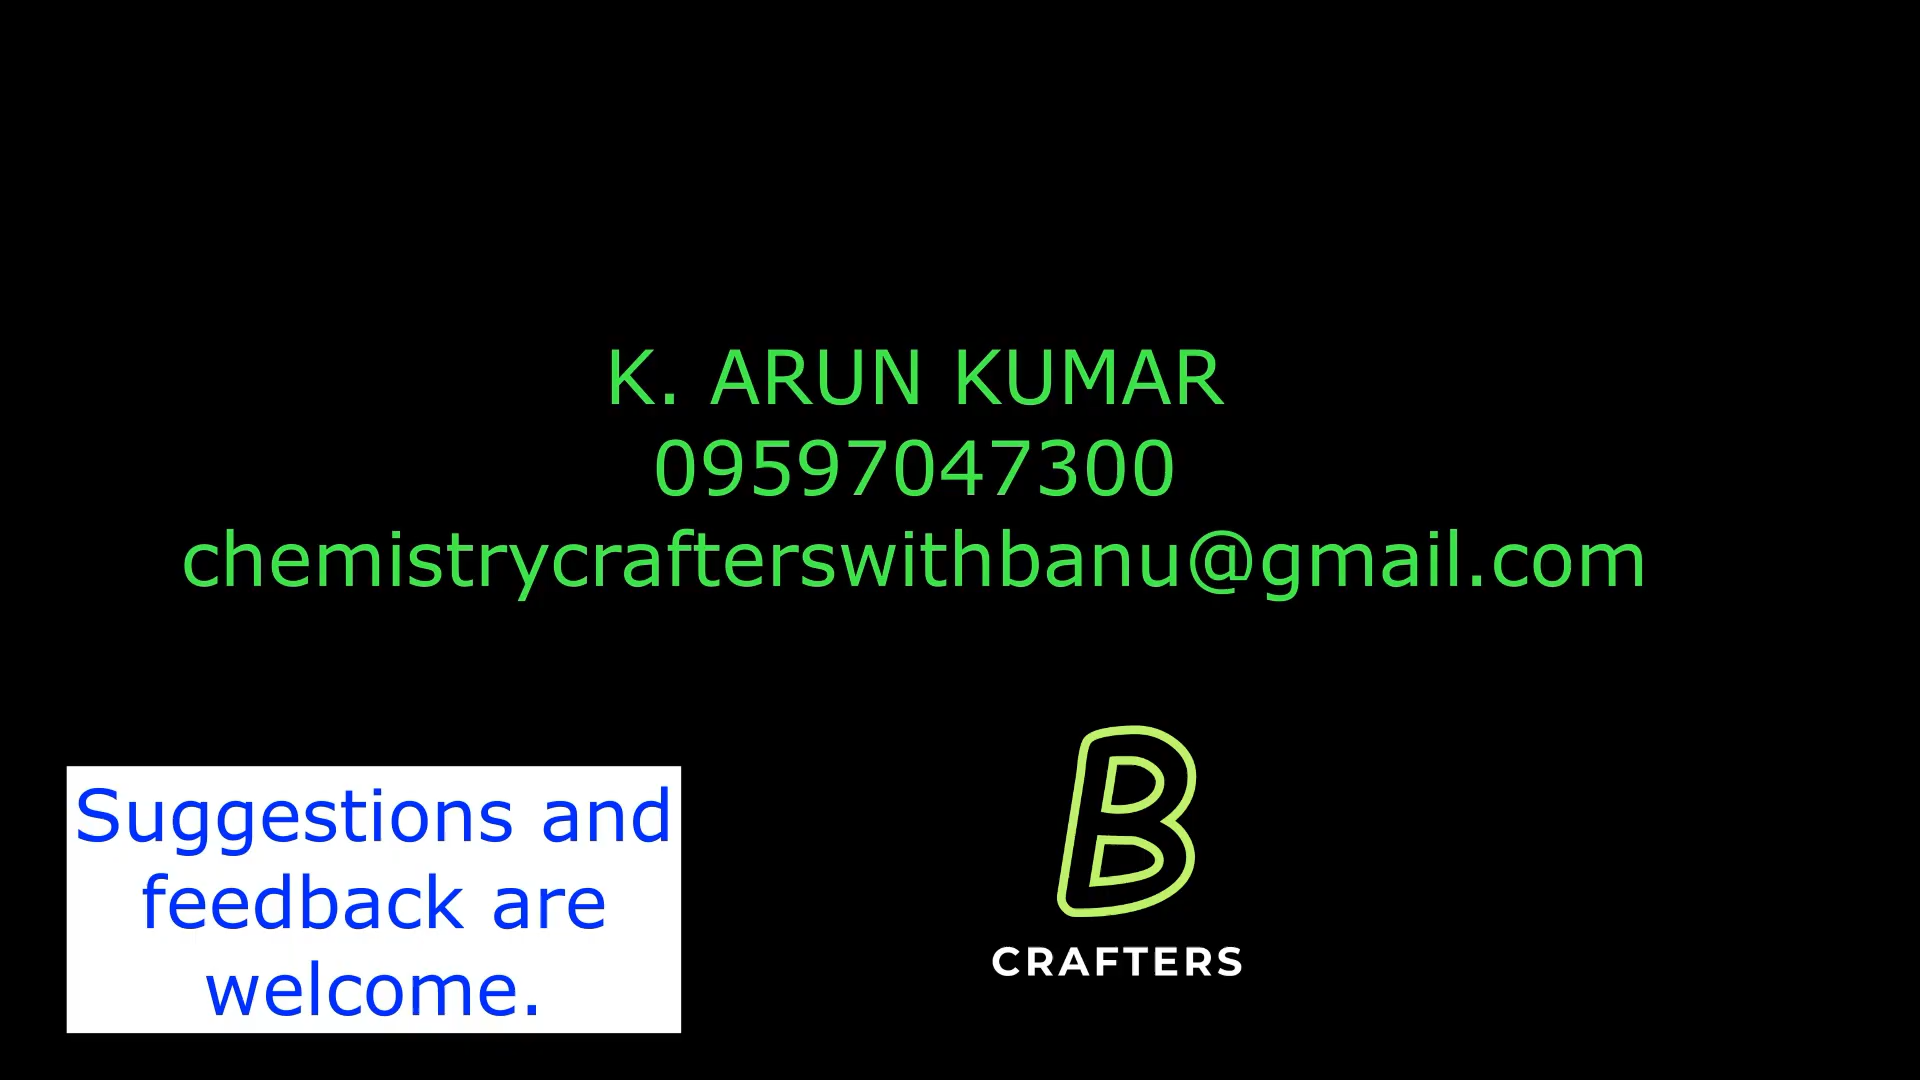 K. ARUN KUMAR
09597047300
chemistrycrafterswithbanu@gmail.com
Suggestions and
feedback are
welcome.
B
CRAFTERS